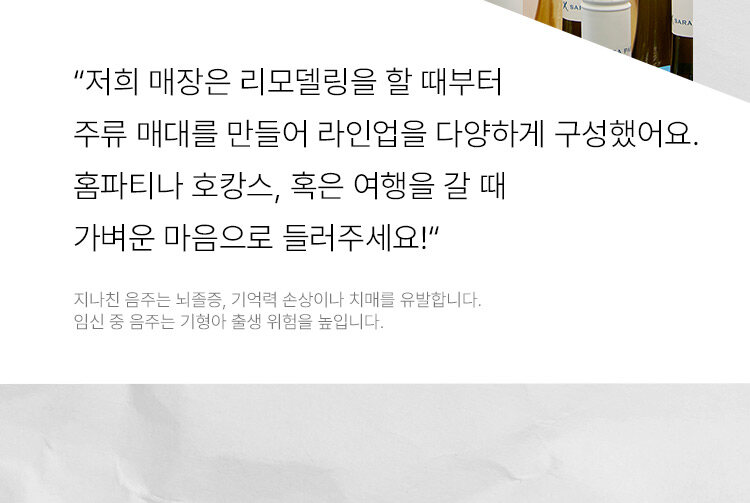 SARA
“저희 매장은 리모델링을 할 때부터
주류 매대를 만들어 라인업을 다양하게 구성했어요.
홈파티나 호캉스, 혹은 여행을 갈 때
가벼운 마음으로 들러주세요!“
지나친 음주는 뇌졸중, 기억력 손상이나 치매를 유발합니다.
임신 중 음주는 기형아 출생 위험을 높입니다.